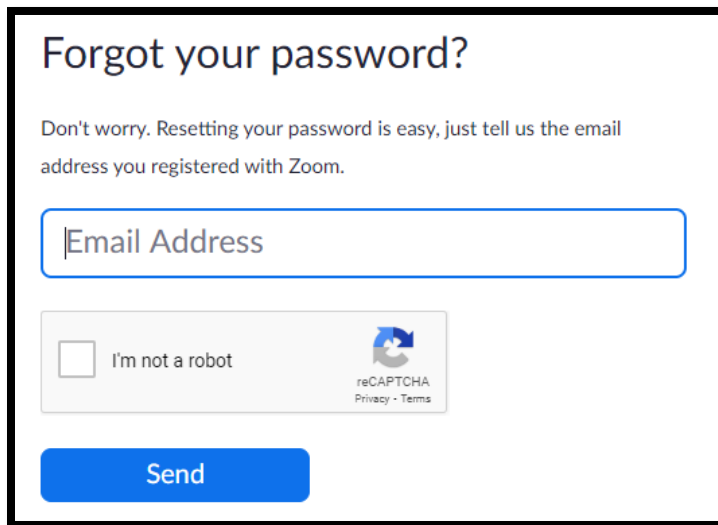 Forgot your password?
Don't worry. Resetting your password is easy, just tell us the email
address you registered with Zoom.
Email Address
I'm not a robot
reCAPTCHA
Privacy - Terms
Send